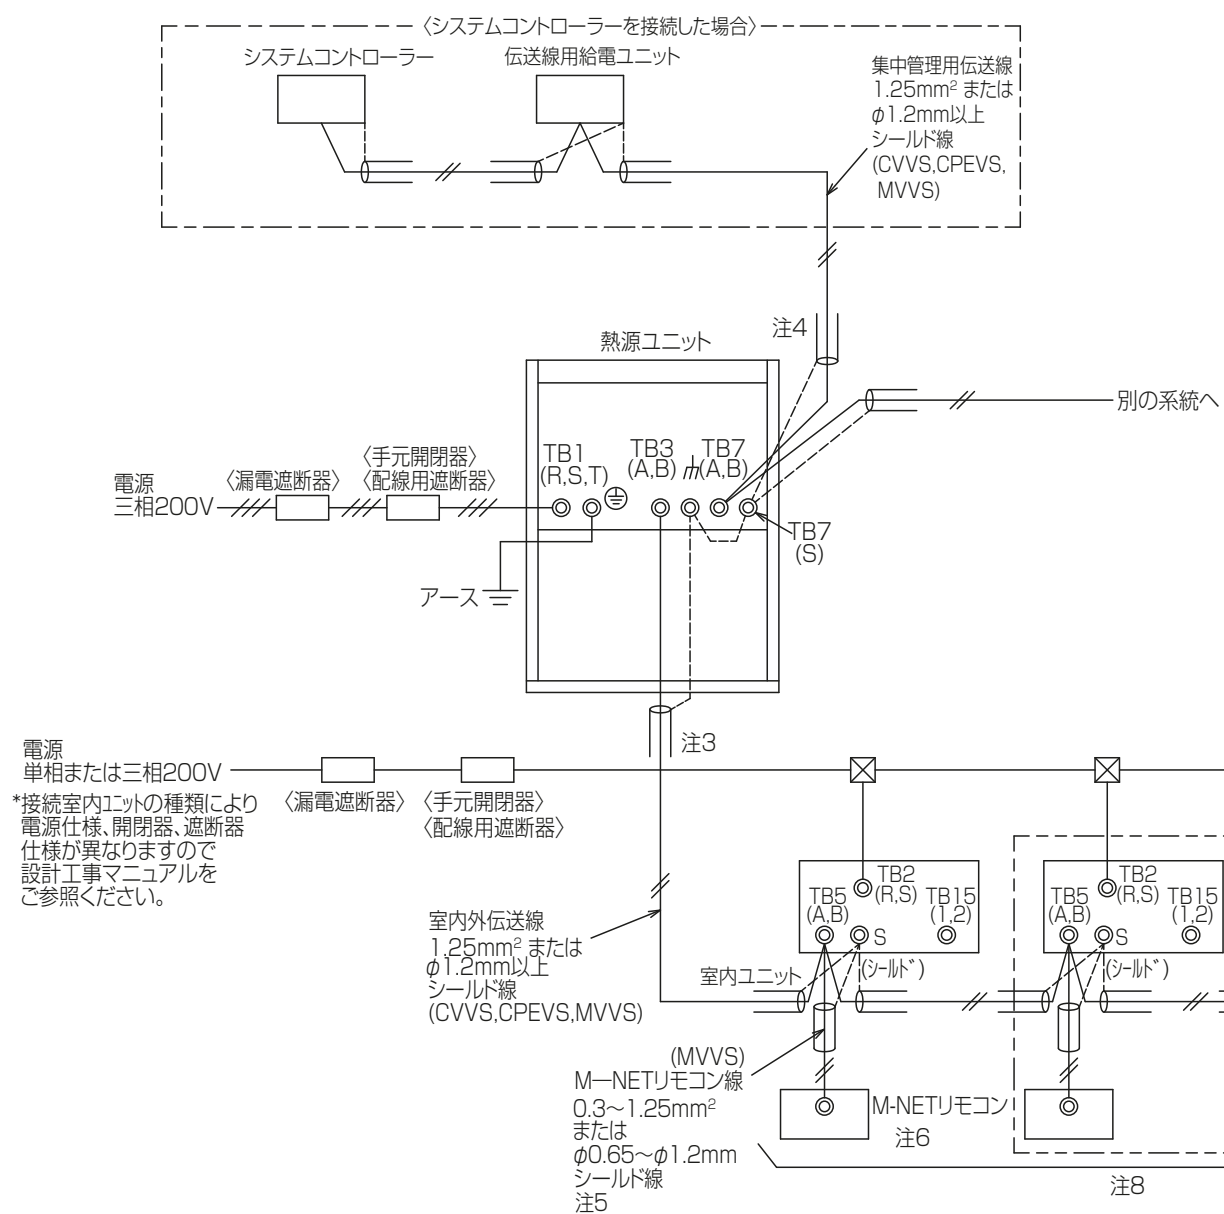 〈システムコントローラーを接続した場合〉
システムコントローラー
伝送線用給電ユニット
集中管理用伝送線
1.25mm² または
φ1.2mm以上
シールド線
(CVVS,CPEVS,
MVVS)
注4
熱源ユニット
別の系統へ
TB1
(R,S,T)
TB3
(A,B)
TB7
(A,B)
電源
三相200V
〈漏電遮断器〉
〈手元開閉器〉
〈配線用遮断器〉
TB7
(S)
アース
注3
電源
単相または三相200V
*接続室内ユニットの種類により
電源仕様、開閉器、遮断器
仕様が異なりますので
設計工事マニュアルを
ご参照ください。
〈漏電遮断器〉
〈手元開閉器〉
〈配線用遮断器〉
室内外伝送線
1.25mm² または
φ1.2mm以上
シールド線
(CVVS,CPEVS,MVVS)
TB5
(A,B)
TB2
(R,S)
TB15
(1,2)
S
(シールド)
室内ユニット
TB5
(A,B)
TB2
(R,S)
TB15
(1,2)
S
(シールド)
(MVVS)
M―NETリモコン線
0.3～1.25mm²
または
φ0.65～φ1.2mm
シールド線
注5
M-NETリモコン
注6
注8